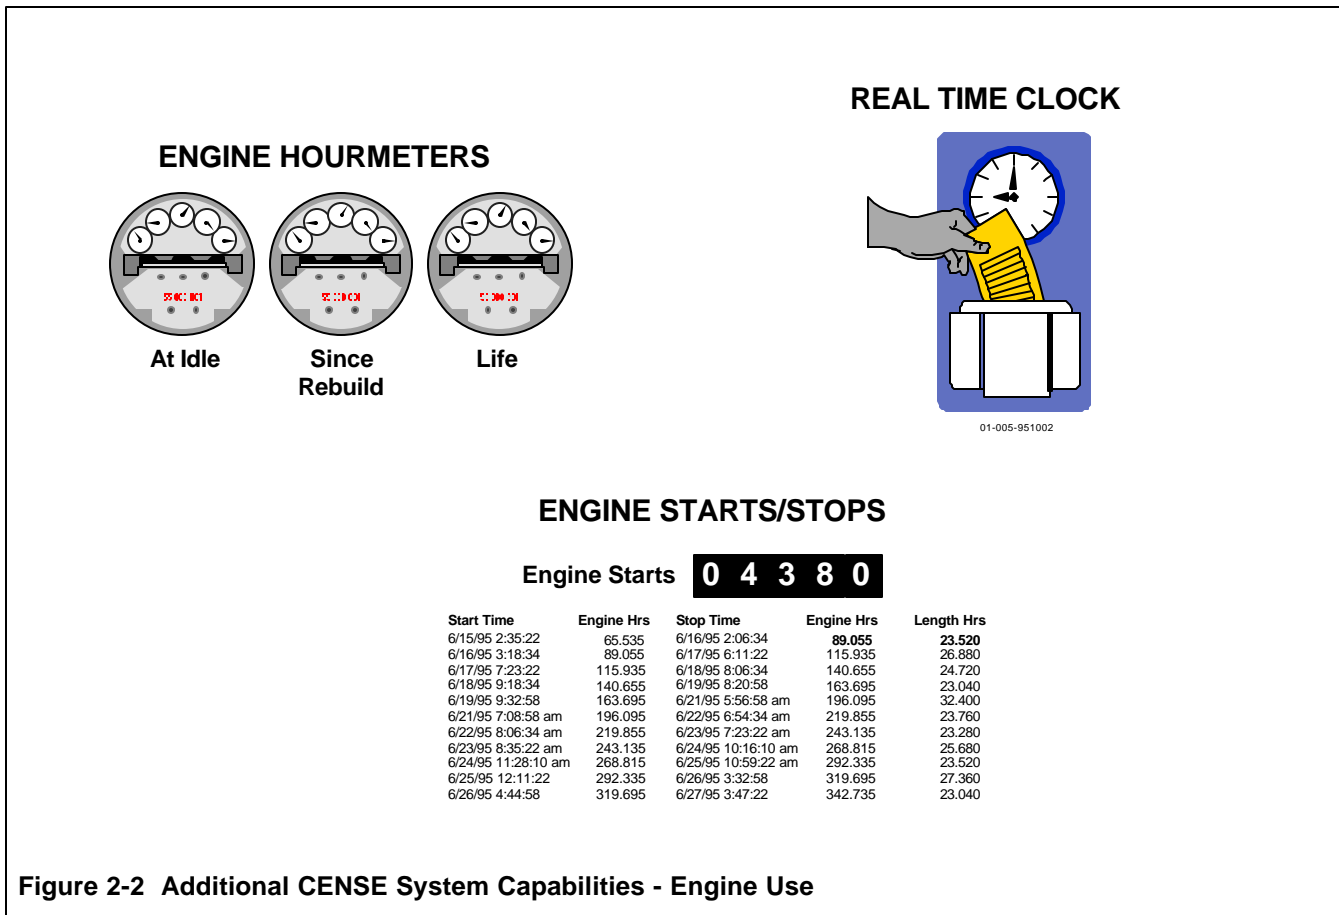 REAL TIME CLOCK
ENGINE HOURMETERS
At Idle
Since
Rebuild
Life
01-005-951002
ENGINE STARTS/STOPS
Engine Starts 0 4 3 8 0
Start Time Engine Hrs Stop Time Engine Hrs Length Hrs
6/15/95 2:35:22 65.535 6/16/95 2:06:34 89.055 23.520
6/16/95 3:18:34 89.055 6/17/95 6:11:22 115.935 26.880
6/17/95 7:23:22 115.935 6/18/95 8:06:34 140.655 24.720
6/18/95 9:18:34 140.655 6/19/95 8:20:58 163.695 23.040
6/19/95 9:32:58 163.695 6/21/95 5:56:58 am 196.095 32.400
6/21/95 7:08:58 am 196.095 6/22/95 6:54:34 am 219.855 23.760
6/22/95 8:06:34 am 219.855 6/23/95 7:23:22 am 243.135 23.280
6/23/95 8:35:22 am 243.135 6/24/95 10:16:10 am 268.815 25.680
6/24/95 11:28:10 am 268.815 6/25/95 10:59:22 am 292.335 23.520
6/25/95 12:11:22 292.335 6/26/95 3:32:58 319.695 27.360
6/26/95 4:44:58 319.695 6/27/95 3:47:22 342.735 23.040
Figure 2-2 Additional CENSE System Capabilities - Engine Use